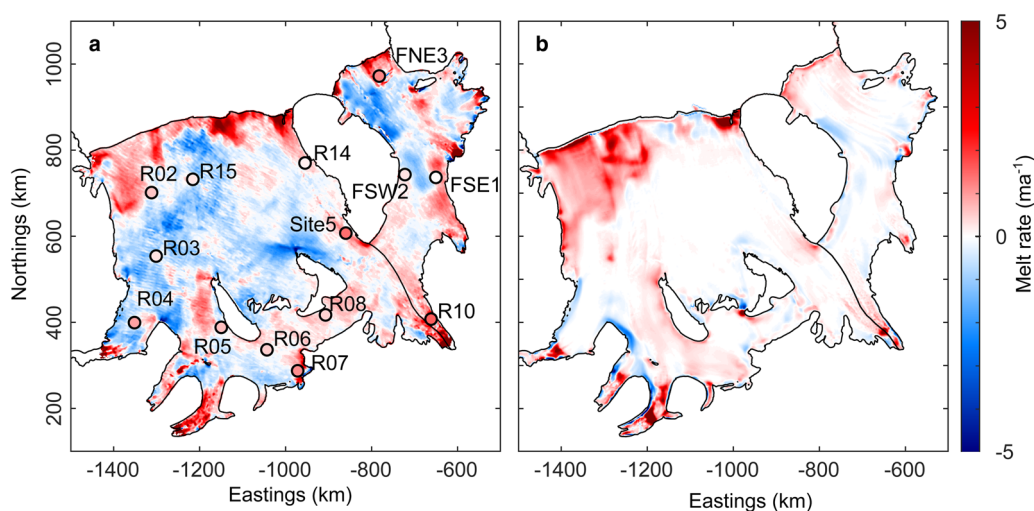 a
b
FNE3
R14
R02
R15
FSW2
FSE1
Site5
R03
R04
R08
R10
R05
R06
R07
1000
800
600
400
200
Northings (km)
-1400 -1200 -1000 -800 -600
Eastings (km)
-1400 -1200 -1000 -800 -600
Eastings (km)
5
0
-5
Melt rate (ma⁻¹)